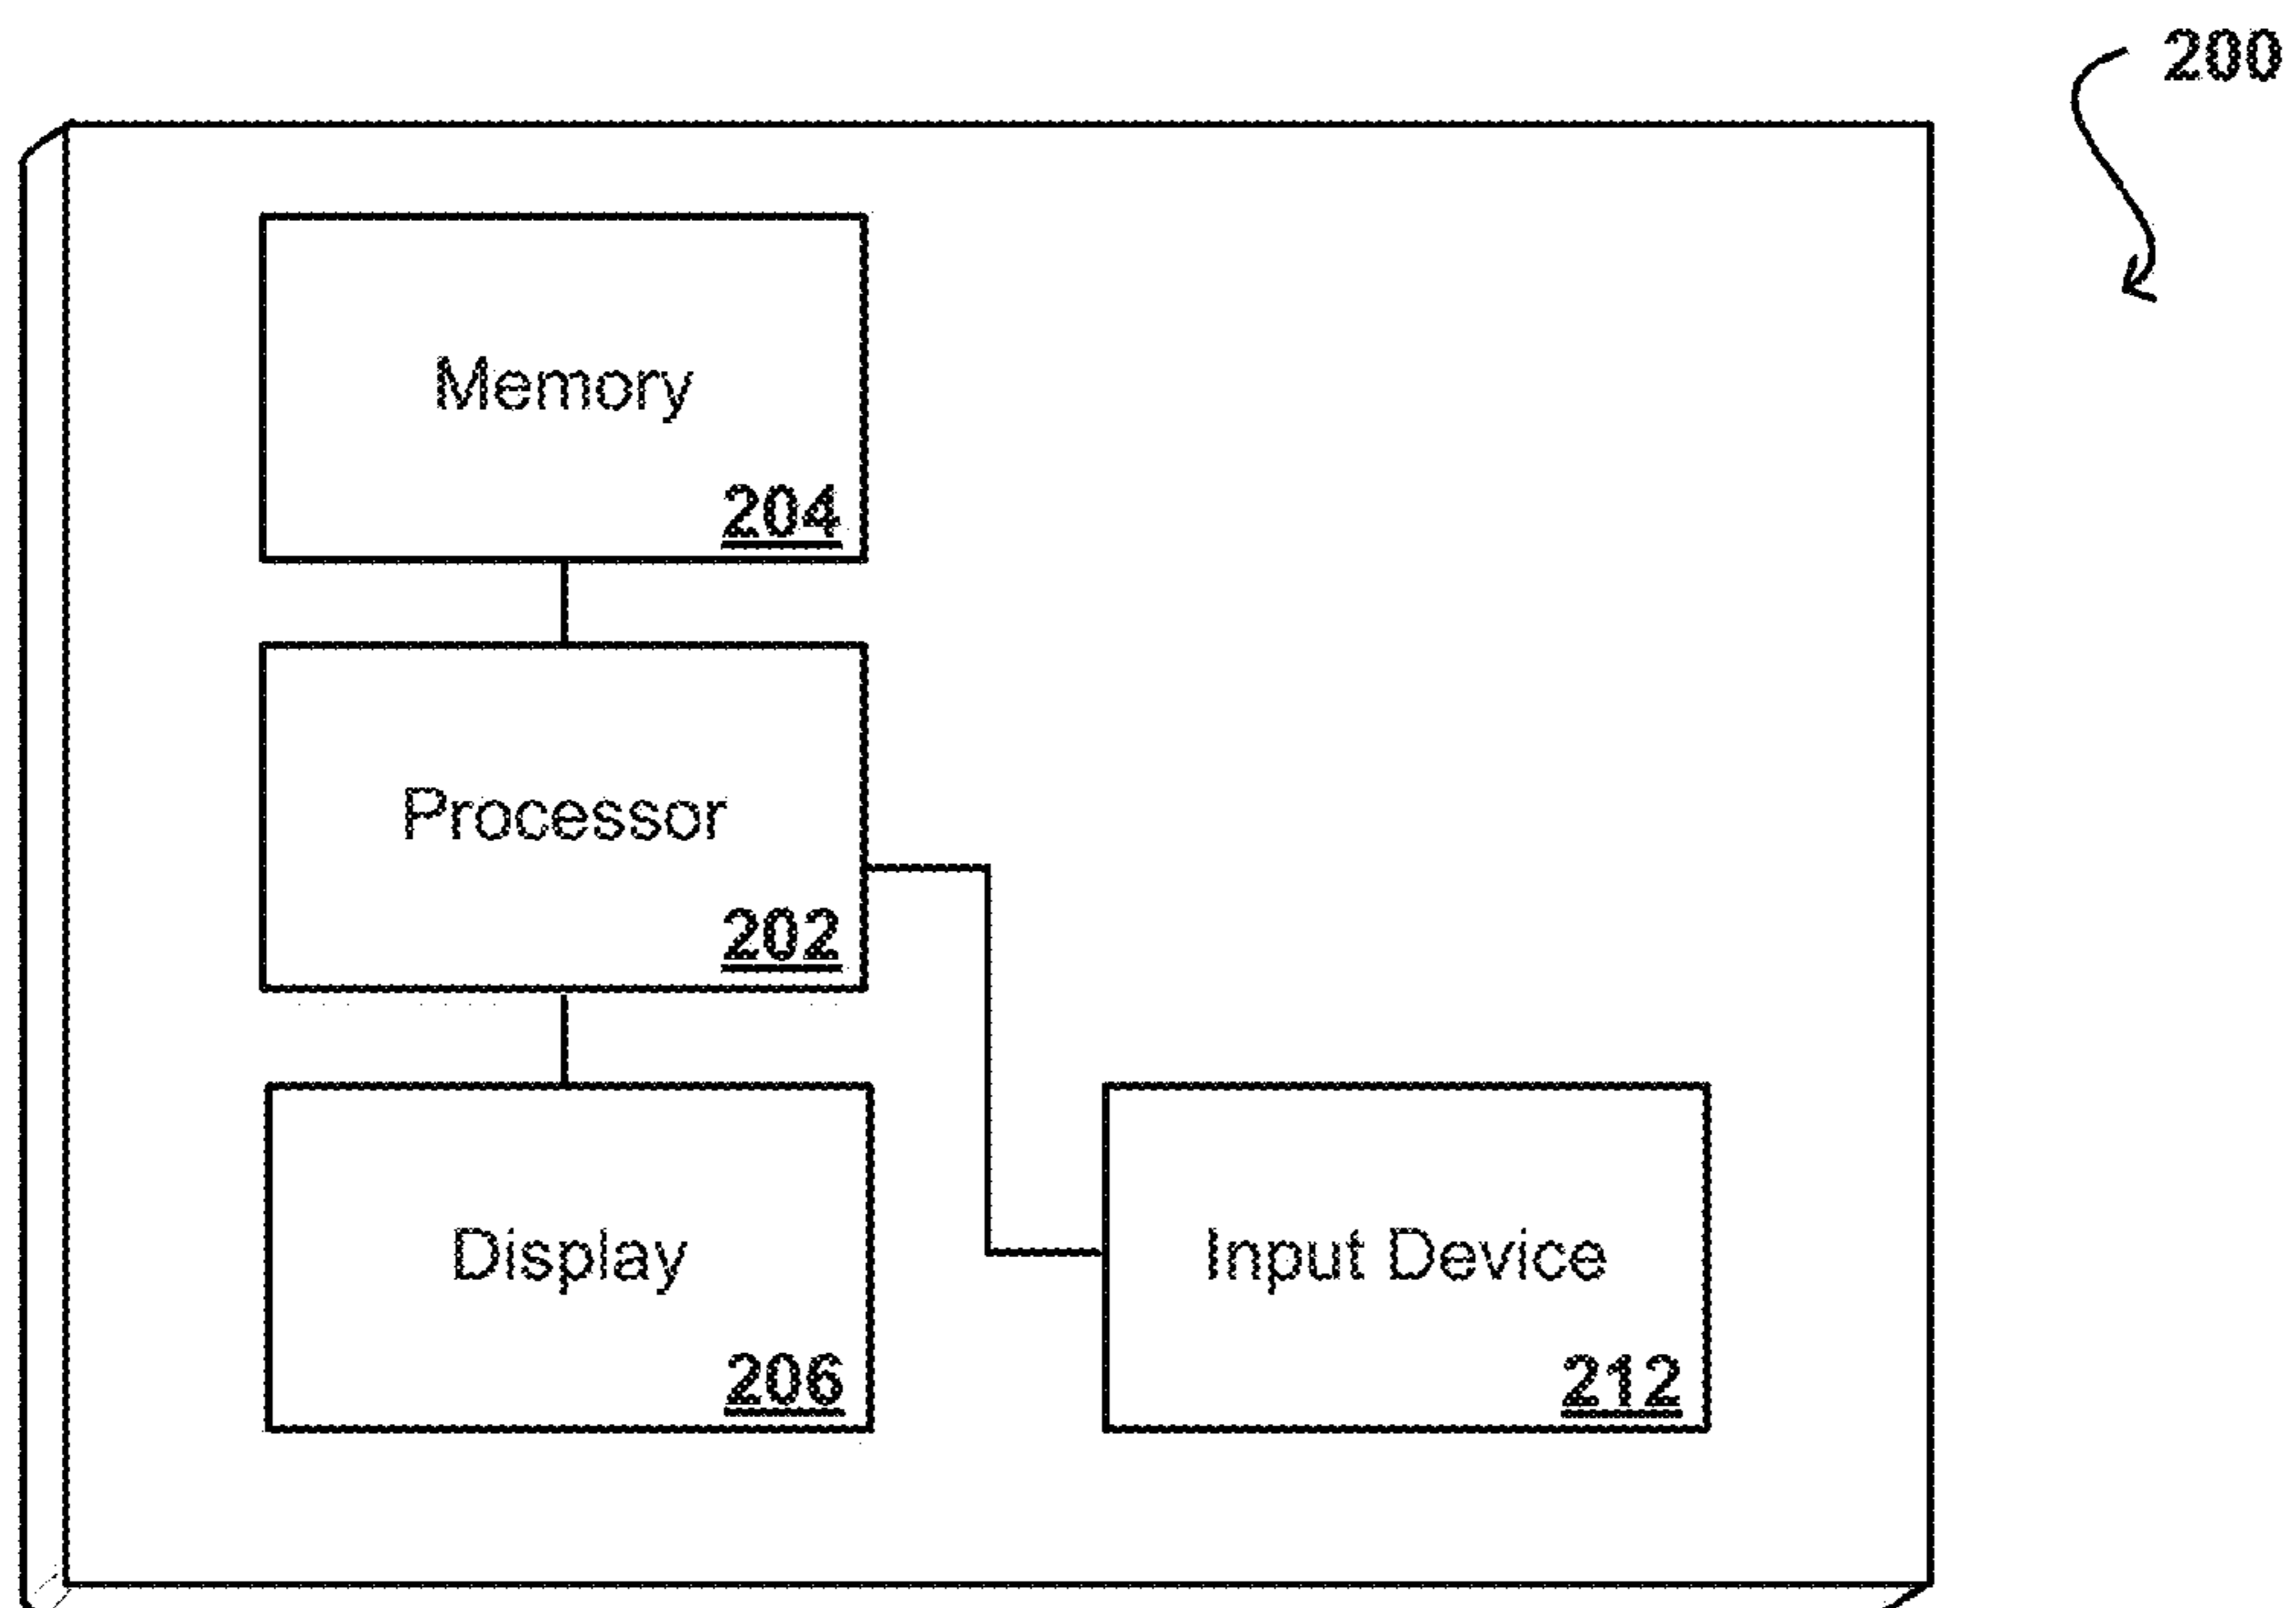 200
Memory
204
Processor
202
Display
206
Input Device
212